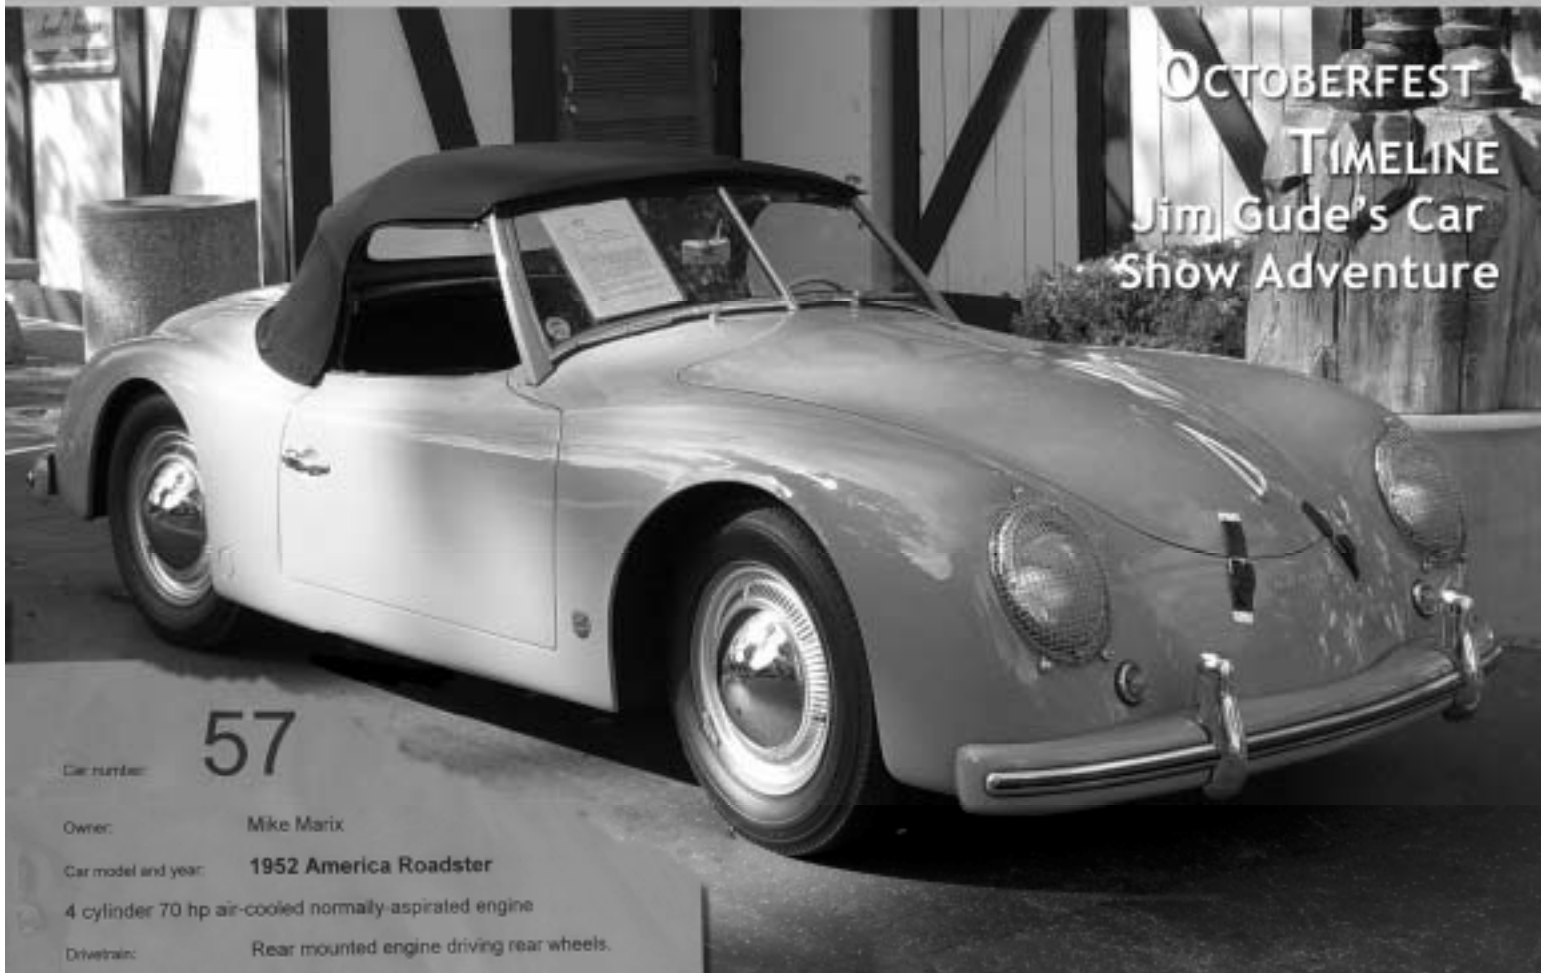 OCTOBERFEST
TIMELINE
Jim Gude's Car
Show Adventure
Car number: 57
Owner: Mike Marix
Car model and year: 1952 America Roadster
4 cylinder 70 hp air-cooled normally-aspirated engine
Drivetrain: Rear mounted engine driving rear wheels.